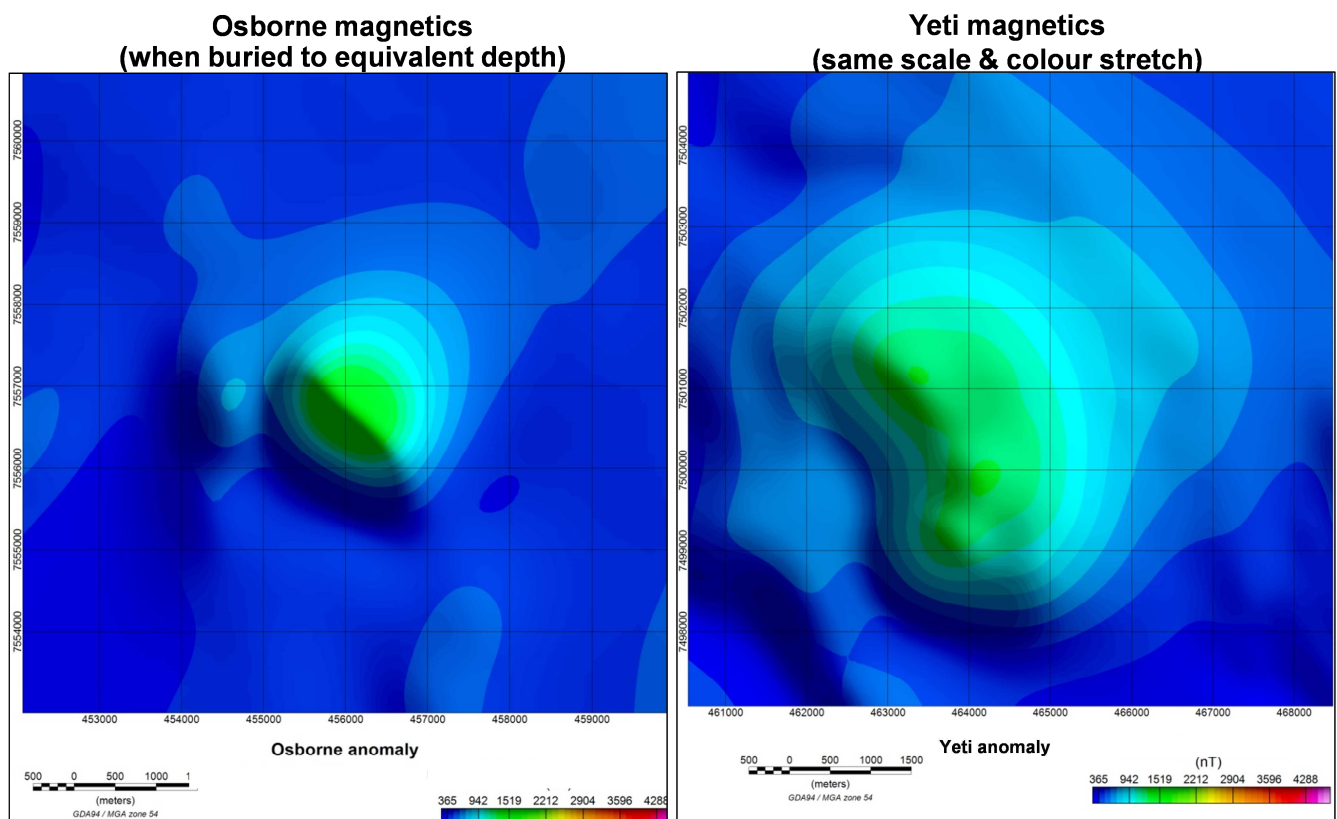 Osborne magnetics
(when buried to equivalent depth)
7560000
7559000
7558000
7557000
7556000
7555000
7554000
453000 454000 455000 456000 457000 458000 459000
Osborne anomaly
500 0 500 1000 1
(meters)
GDA94 / MGA zone 54
365 942 1519 2212 2904 3596 4288
Yeti magnetics
(same scale & colour stretch)
7504000
7503000
7502000
7501000
7500000
7499000
7498000
461000 462000 463000 464000 465000 466000 467000 468000
Yeti anomaly
500 0 500 1000 1500
(meters)
GDA94 / MGA zone 54
(nT)
365 942 1519 2212 2904 3596 4288